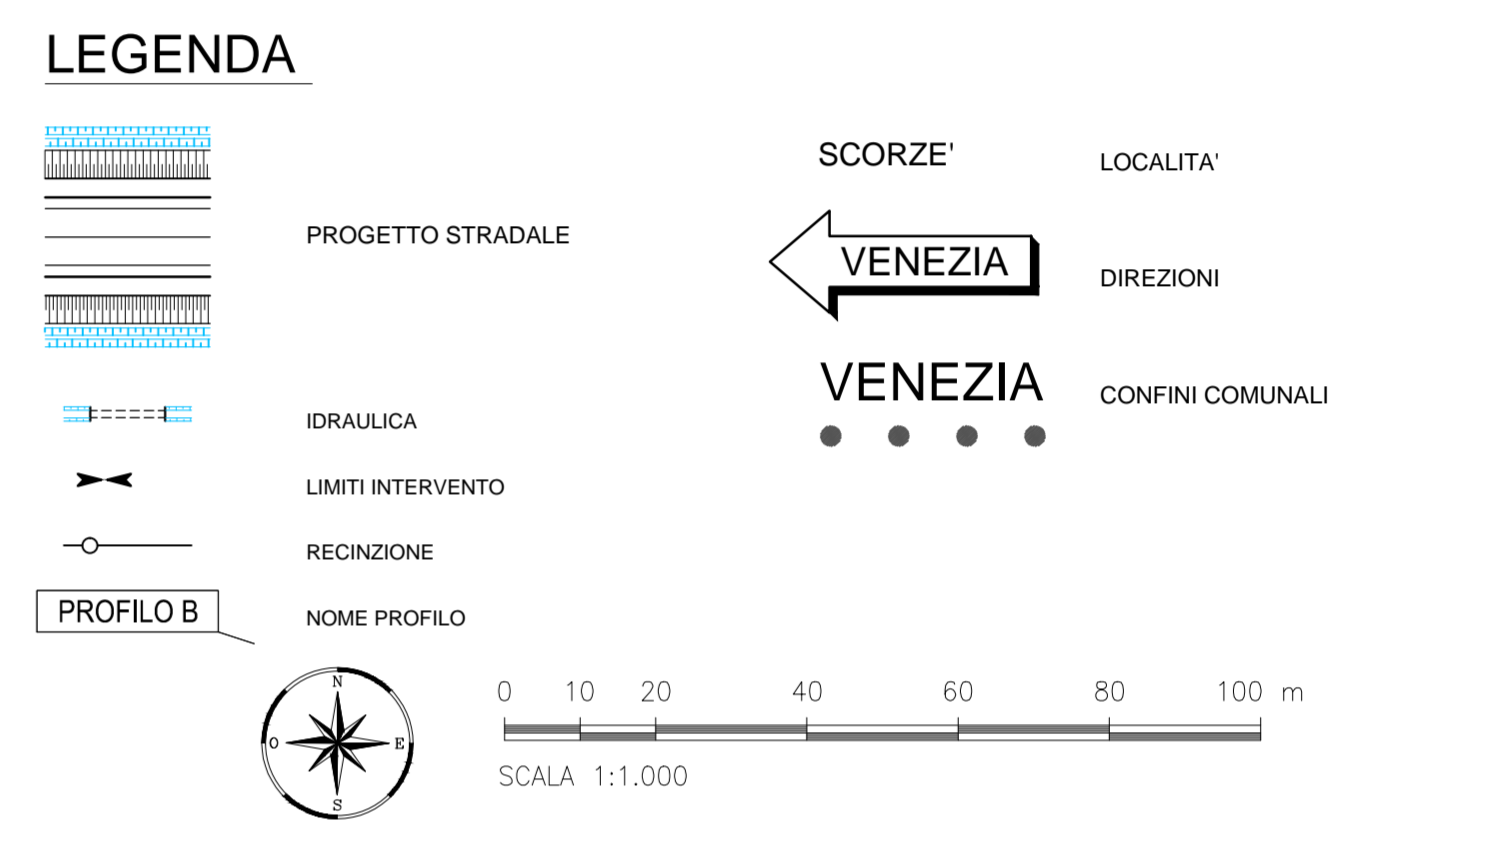 LEGENDA
PROGETTO STRADALE
IDRAULICA
LIMITI INTERVENTO
RECINZIONE
PROFILO B
NOME PROFILO
SCORZE'
LOCALITA'
VENEZIA
DIREZIONI
VENEZIA
CONFINI COMUNALI
N
O
E
S
0 10 20 40 60 80 100 m
SCALA 1:1.000